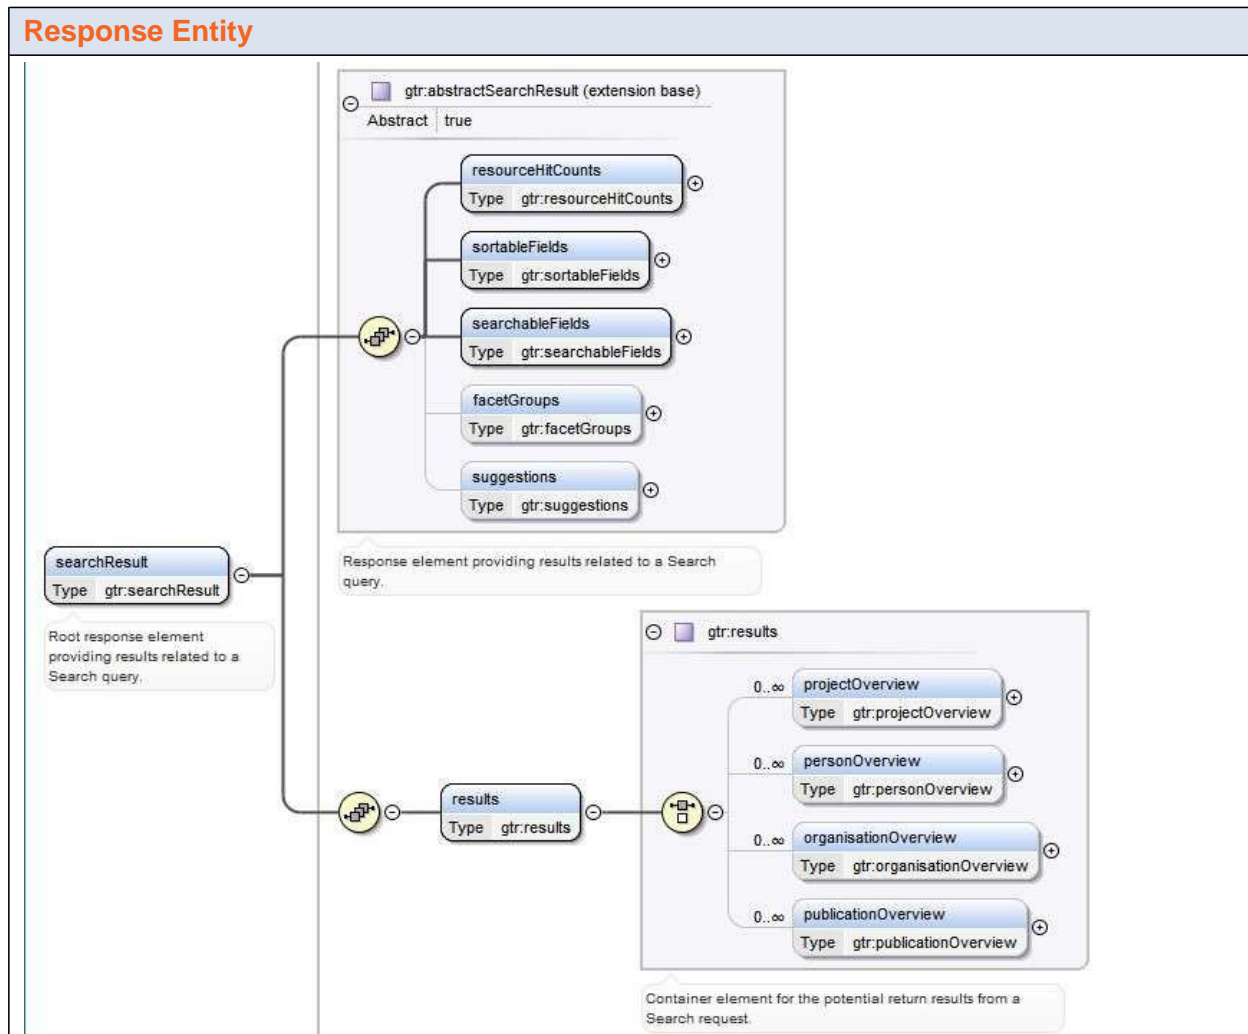 Response Entity
gtr:abstractSearchResult (extension base)
Abstract true
resourceHitCounts
Type gtr:resourceHitCounts
sortableFields
Type gtr:sortableFields
searchableFields
Type gtr:searchableFields
facetGroups
Type gtr:facetGroups
suggestions
Type gtr:suggestions
Response element providing results related to a Search
query.
searchResult
Type gtr:searchResult
Root response element
providing results related to a
Search query.
gtr:results
0..∞ projectOverview
Type gtr:projectOverview
0..∞ personOverview
Type gtr:personOverview
results
Type gtr:results
0..∞ organisationOverview
Type gtr:organisationOverview
0..∞ publicationOverview
Type gtr:publicationOverview
Container element for the potential return results from a
Search request.